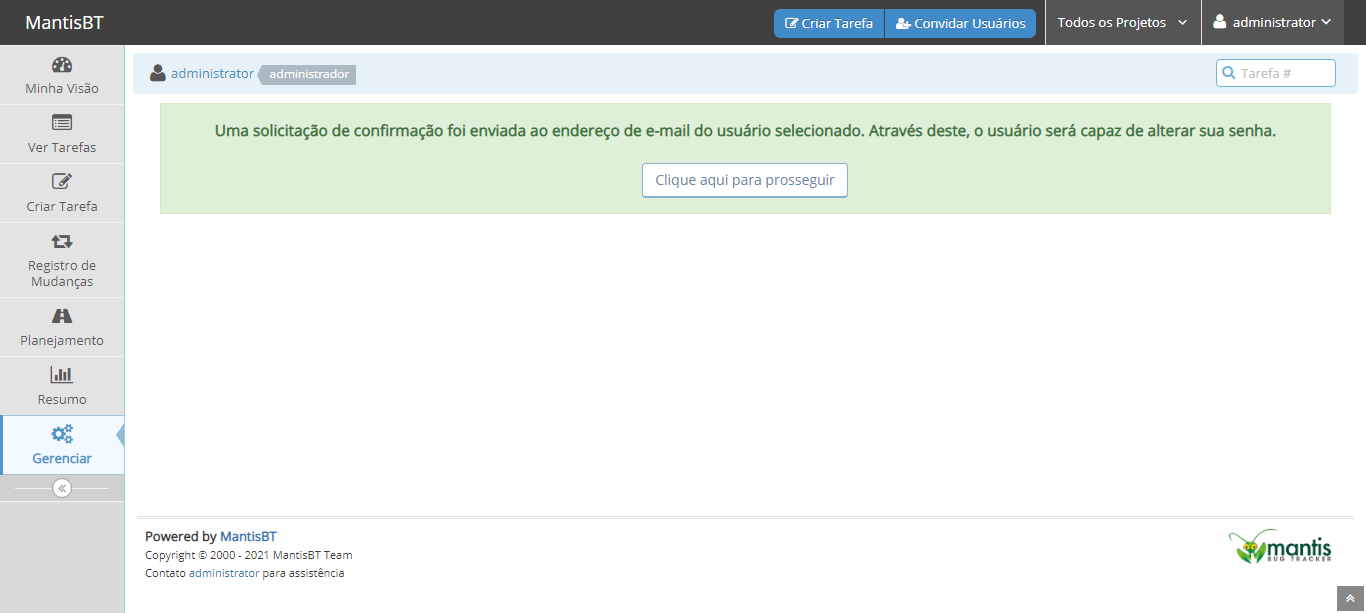 MantisBT
Criar Tarefa
Convidar Usuários
Todos os Projetos
administrator
Minha Visão
Ver Tarefas
Criar Tarefa
Registro de
Mudanças
Planejamento
Resumo
Gerenciar
administrator administrador
Tarefa #
Uma solicitação de confirmação foi enviada ao endereço de e-mail do usuário selecionado. Através deste, o usuário será capaz de alterar sua senha.
Clique aqui para prosseguir
Powered by MantisBT
Copyright © 2000 - 2021 MantisBT Team
Contato administrator para assistência
mantis
BUG TRACKER